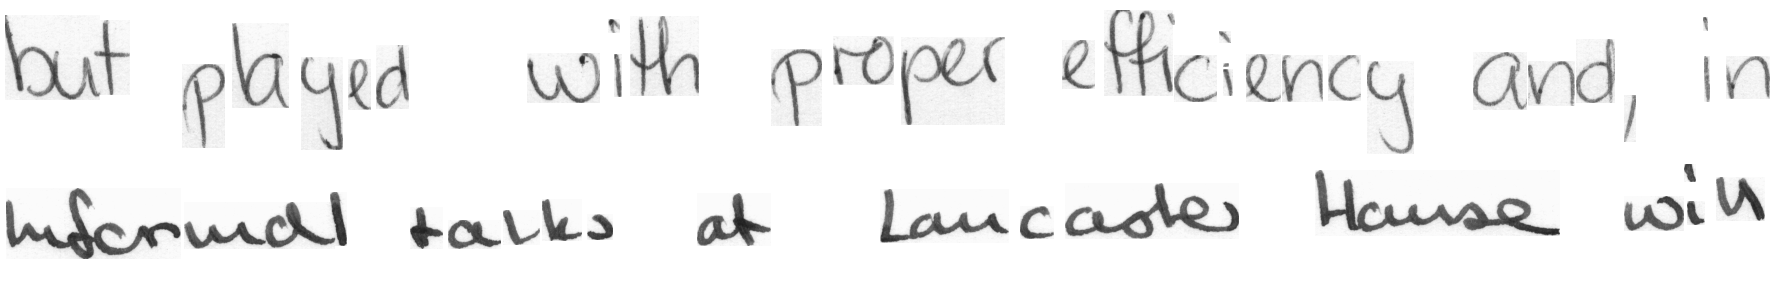 but played with proper efficiency and, in
informal talks at Lancaster House will